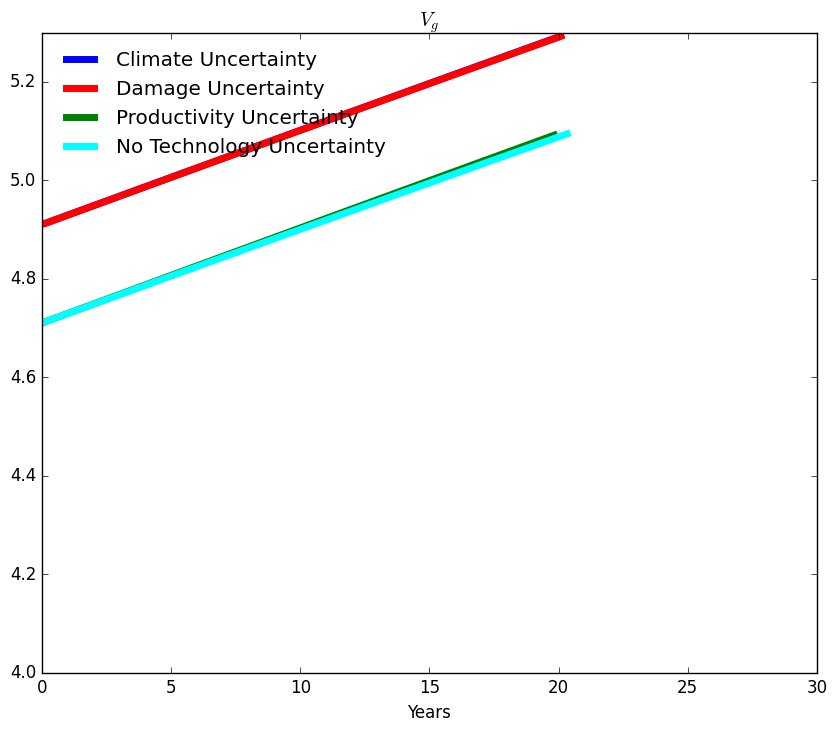 V_g
Climate Uncertainty
Damage Uncertainty
Productivity Uncertainty
No Technology Uncertainty
5.2
5.0
4.8
4.6
4.4
4.2
4.0
0 5 10 15 20 25 30
Years